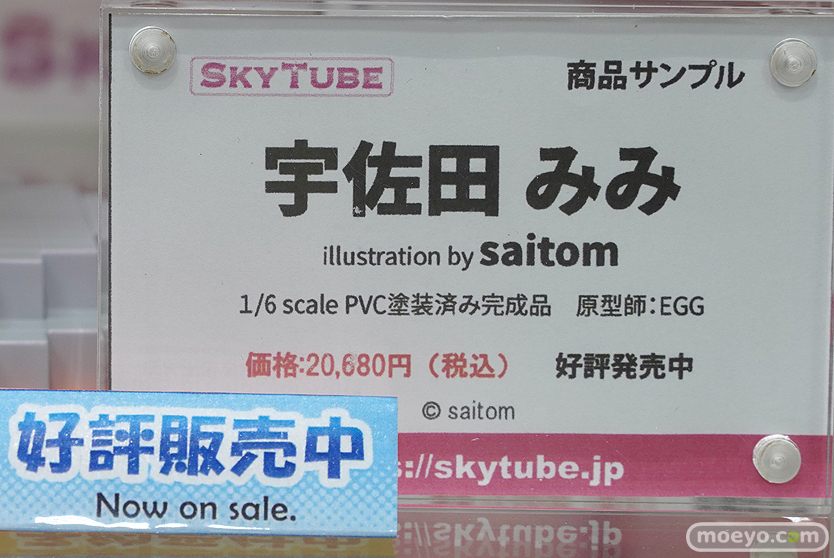 SKYTUBE
商品サンプル
宇佐田 みみ
illustration by saitom
1/6 scale PVC塗装済み完成品 原型師:EGG
価格:20,680円(税込) 好評発売中
© saitom
s://skytube.jp
好評販売中
Now on sale.
moeyo.com